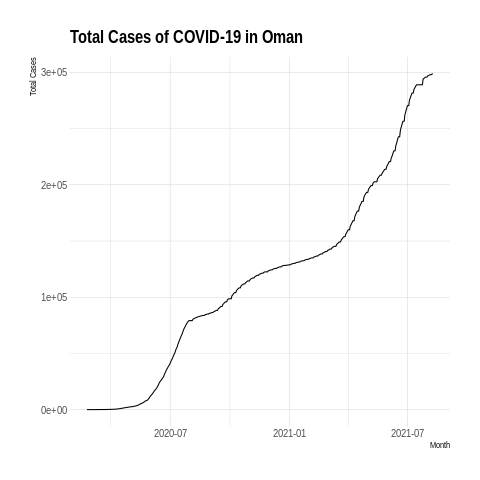 Total Cases of COVID-19 in Oman
Total Cases
3e+05
2e+05
1e+05
0e+00
2020-07
2021-01
2021-07
Month